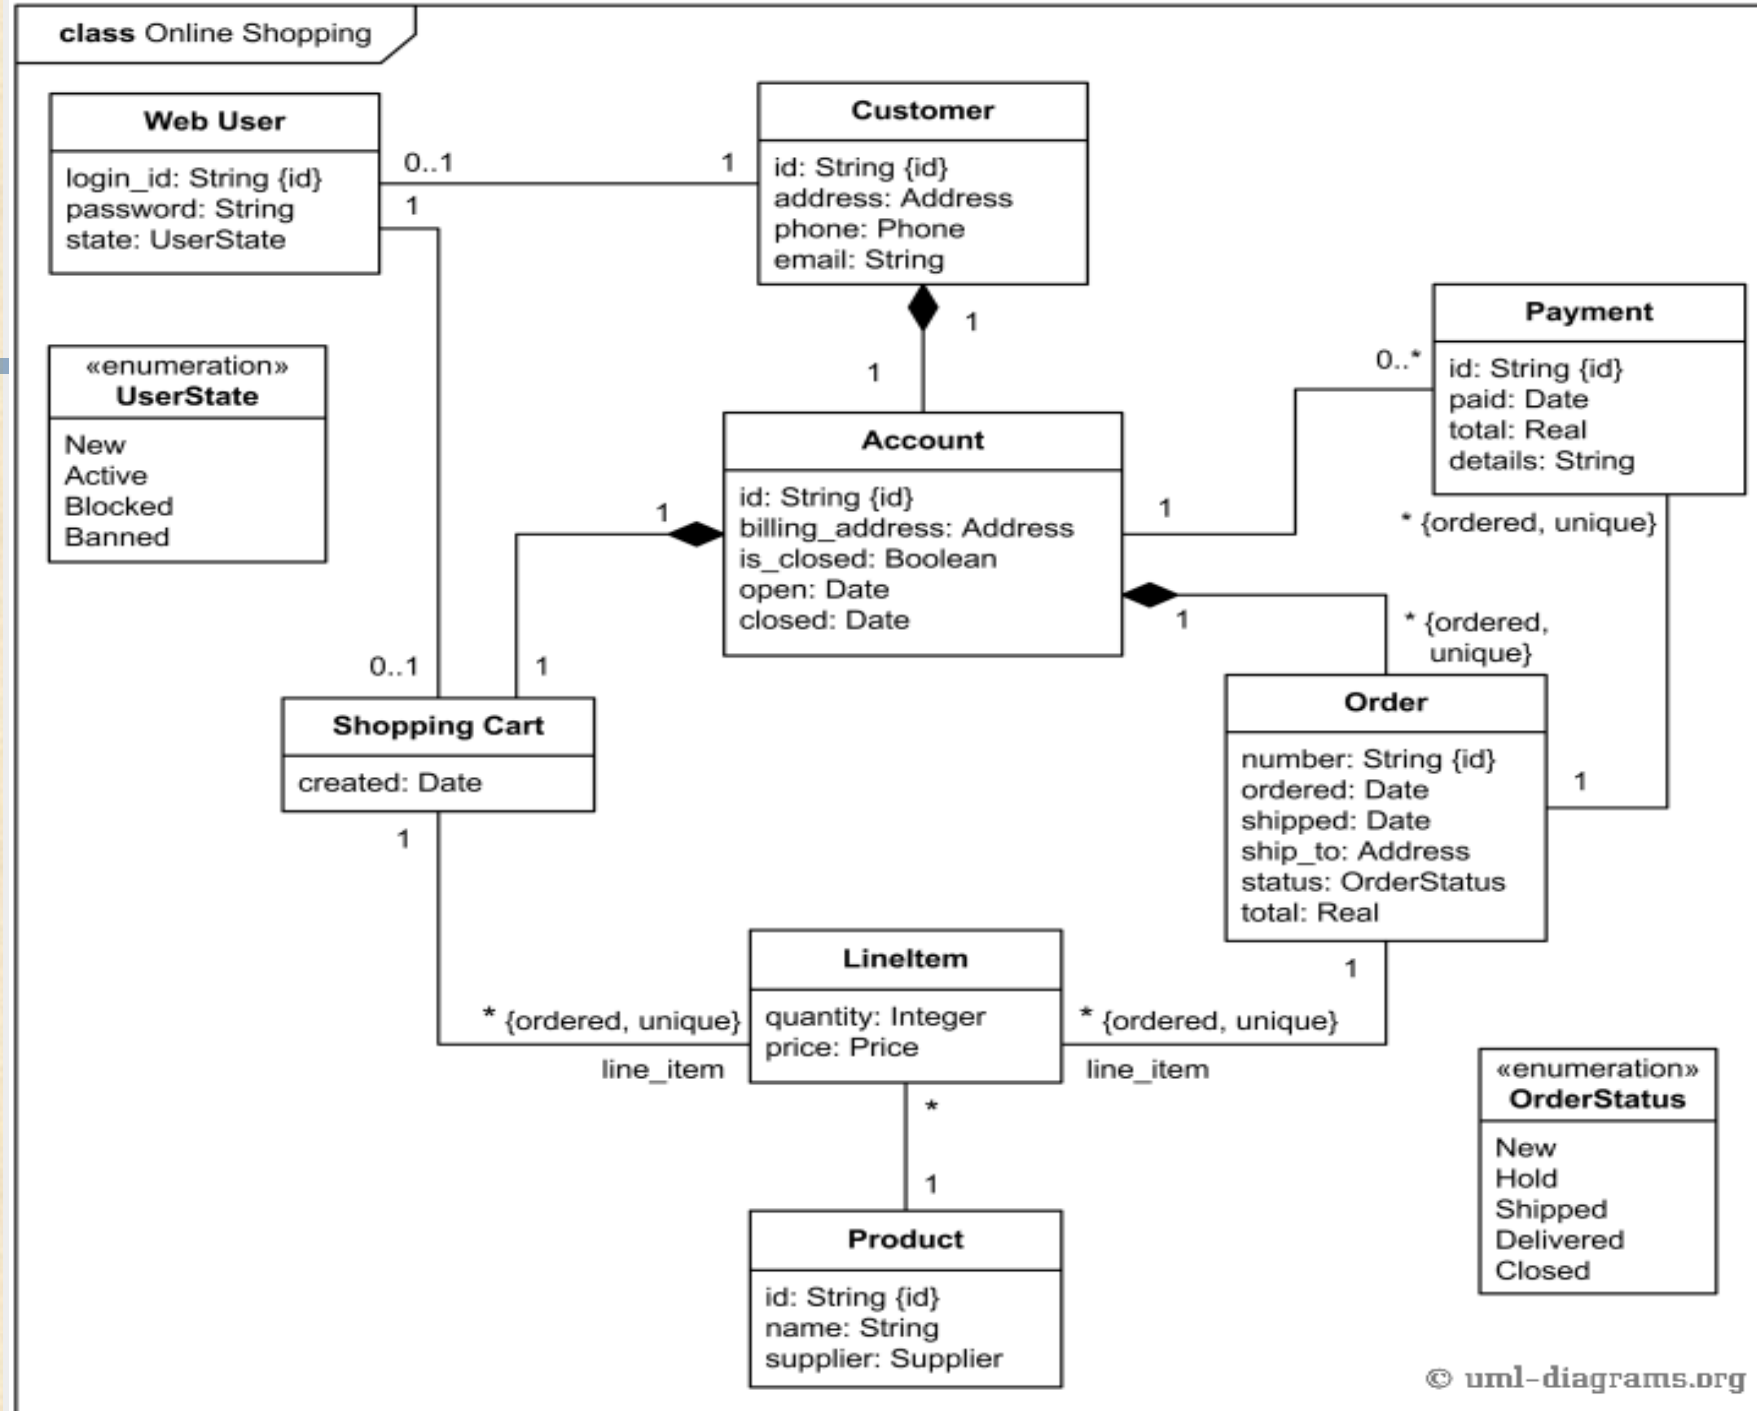 class Online Shopping
Web User
login_id: String {id}
password: String
state: UserState
0..1
1
1
Customer
id: String {id}
address: Address
phone: Phone
email: String
1
1
«enumeration»
UserState
New
Active
Blocked
Banned
Payment
id: String {id}
paid: Date
total: Real
details: String
0..*
* {ordered, unique}
Account
id: String {id}
billing_address: Address
is_closed: Boolean
open: Date
closed: Date
1
1
1
* {ordered,
unique}
0..1
1
Shopping Cart
created: Date
1
Order
number: String {id}
ordered: Date
shipped: Date
ship_to: Address
status: OrderStatus
total: Real
1
1
LineItem
quantity: Integer
price: Price
* {ordered, unique}
line_item
* {ordered, unique}
line_item
*
1
Product
id: String {id}
name: String
supplier: Supplier
«enumeration»
OrderStatus
New
Hold
Shipped
Delivered
Closed
© uml-diagrams.org